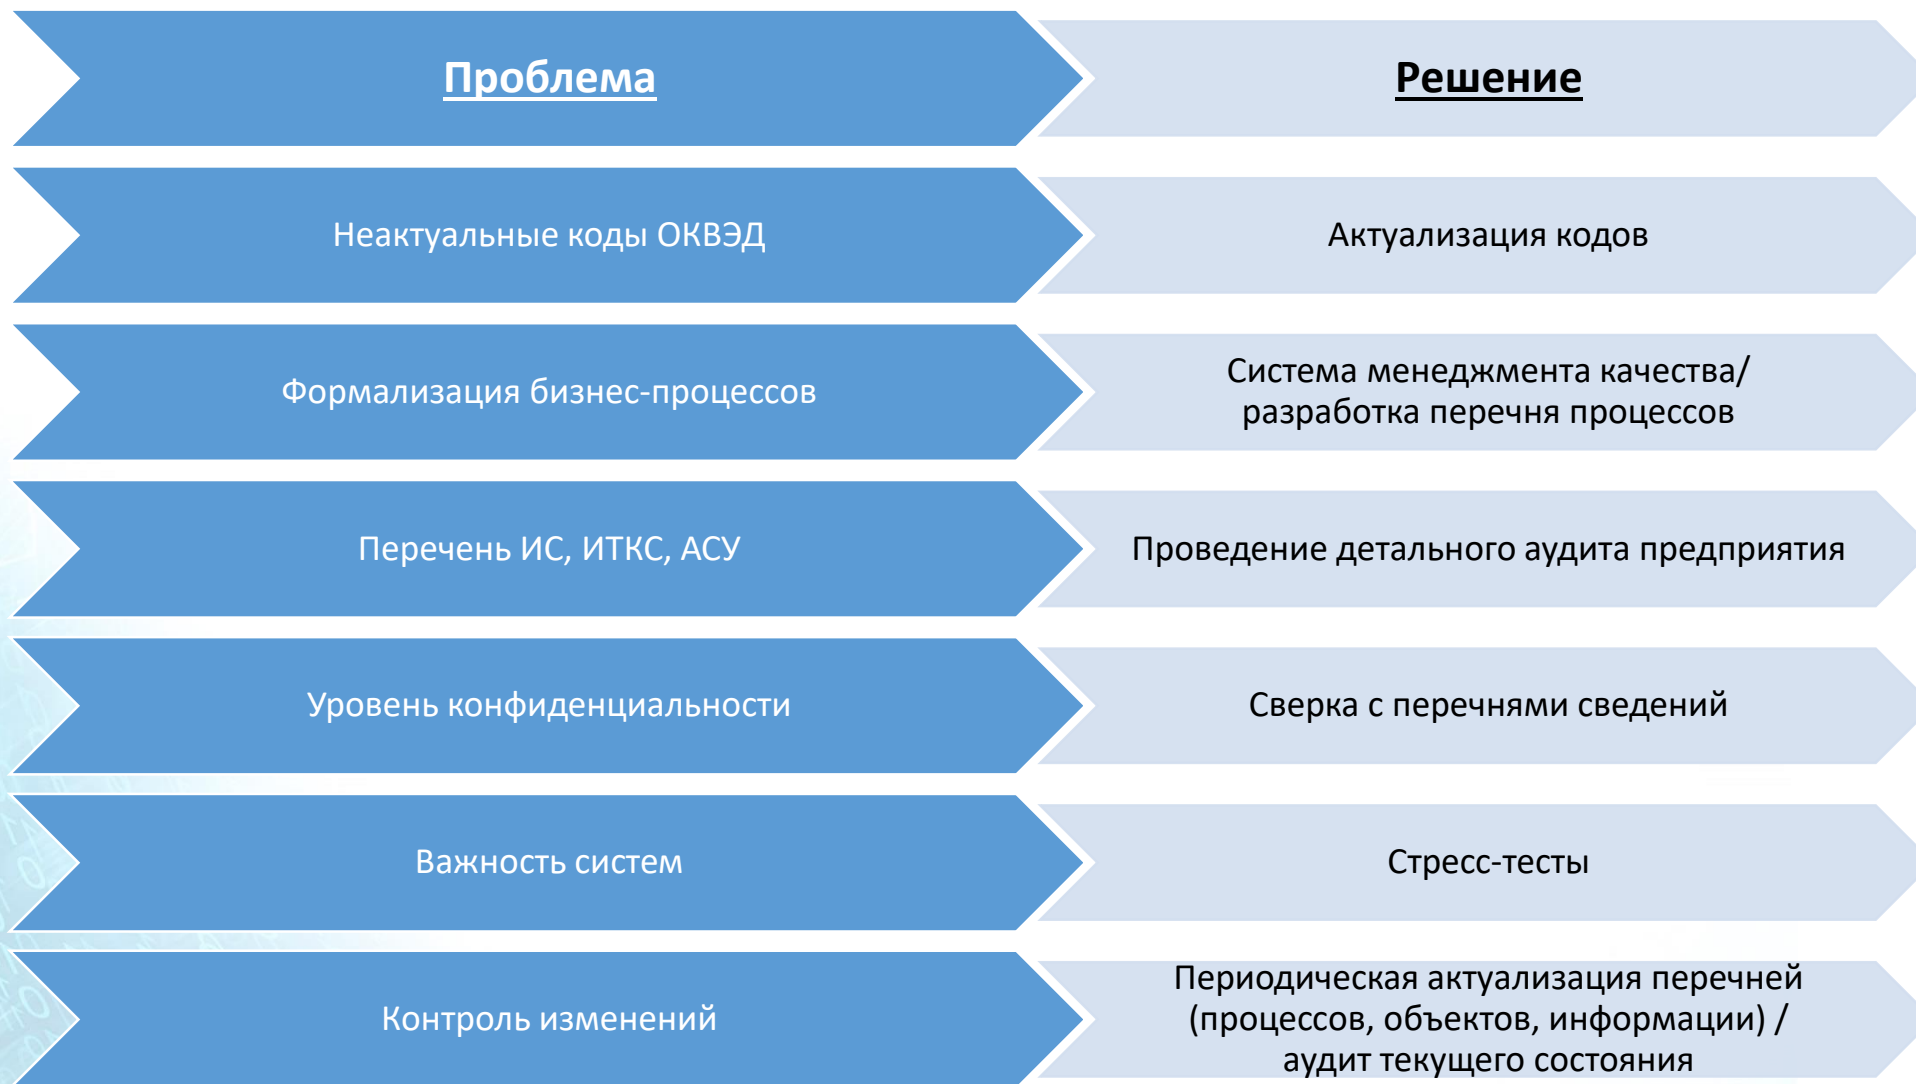 Проблема
Решение
Неактуальные коды ОКВЭД
Актуализация кодов
Формализация бизнес-процессов
Система менеджмента качества/
разработка перечня процессов
Перечень ИС, ИТКС, АСУ
Проведение детального аудита предприятия
Уровень конфиденциальности
Сверка с перечнями сведений
Важность систем
Стресс-тесты
Контроль изменений
Периодическая актуализация перечней
(процессов, объектов, информации) /
аудит текущего состояния